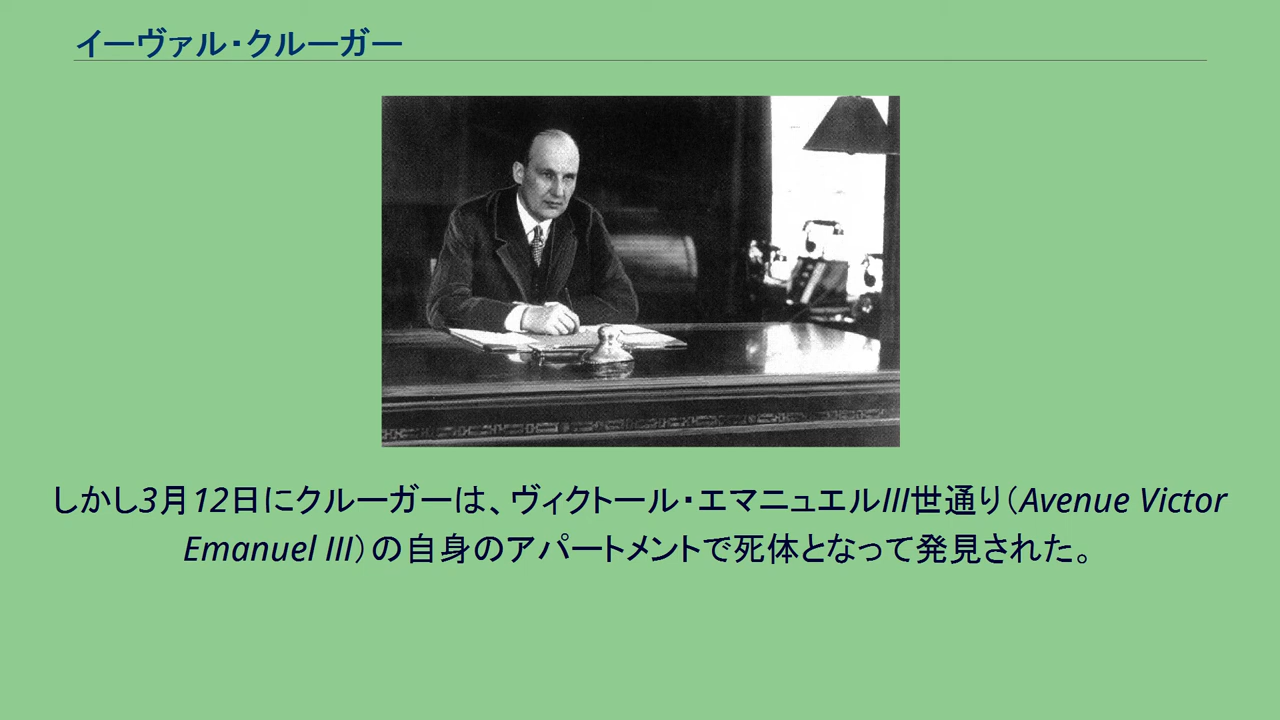 イーヴァル・クルーガー
しかし3月12日にクルーガーは、ヴィクトール・エマニュエルIII世通り（Avenue Victor
Emanuel III）の自身のアパートメントで死体となって発見された。